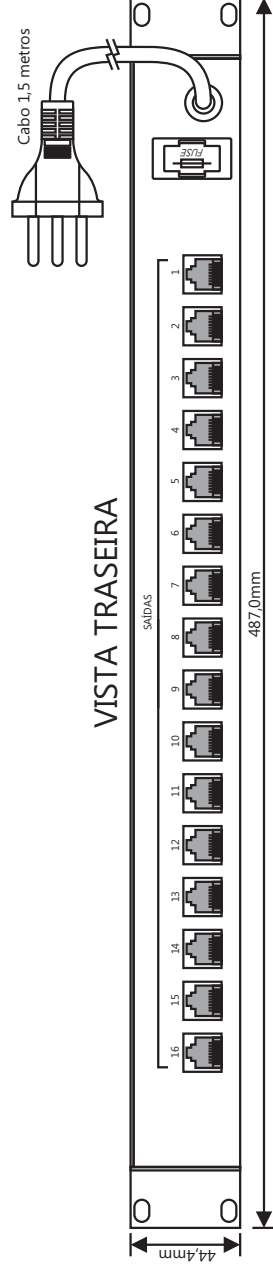 VISTA TRASEIRA
Cabo 1,5 metros
SAÍDAS
16 15 14 13 12 11 10 9 8 7 6 5 4 3 2 1
FUSE
44,4mm
487,0mm